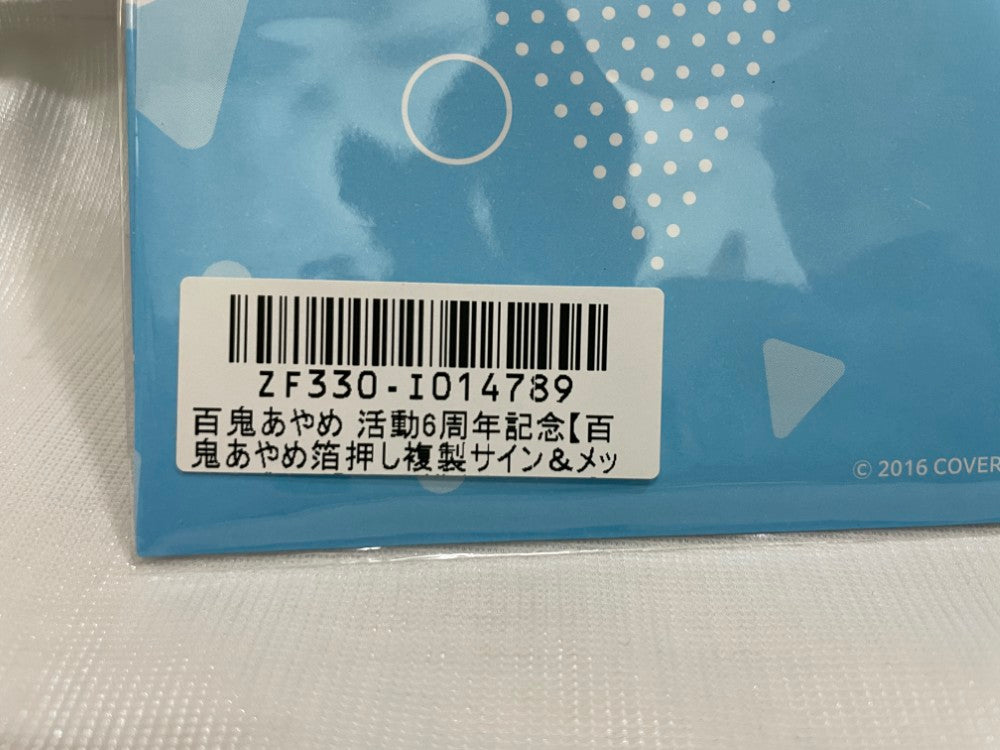 ZF330-I014789
百鬼あやめ 活動6周年記念【百
鬼あやめ箔押し複製サイン&メッ
© 2016 COVER